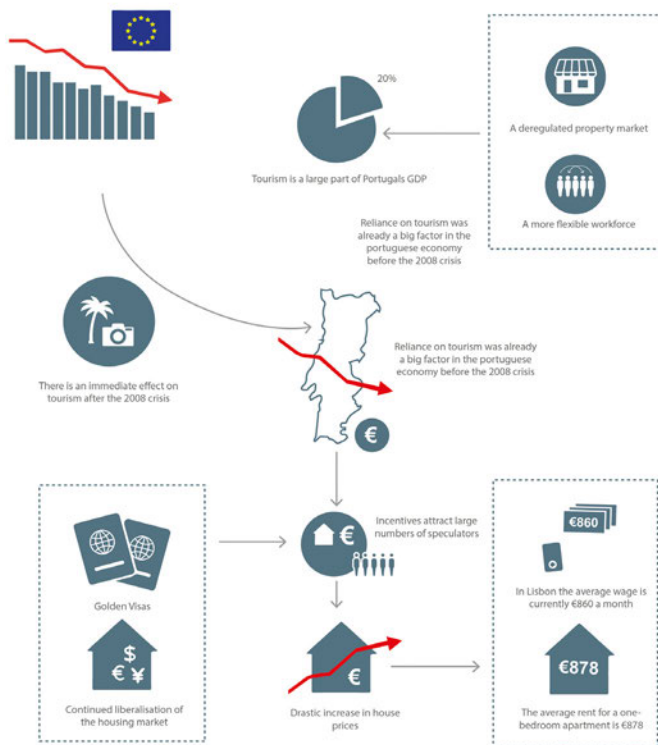 20%
Tourism is a large part of Portugals GDP
A deregulated property market
A more flexible workforce
Reliance on tourism was
already a big factor in the
portuguese economy
before the 2008 crisis
There is an immediate effect on
tourism after the 2008 crisis
Reliance on tourism was already
a big factor in the portuguese
economy before the 2008 crisis
€
Golden Visas
$
€ ¥
Continued liberalisation
of the housing market
€
Incentives attract large
numbers of speculators
€
Drastic increase in house
prices
€860
In Lisbon the average wage is
currently €860 a month
€878
The average rent for a one-
bedroom apartment is €878